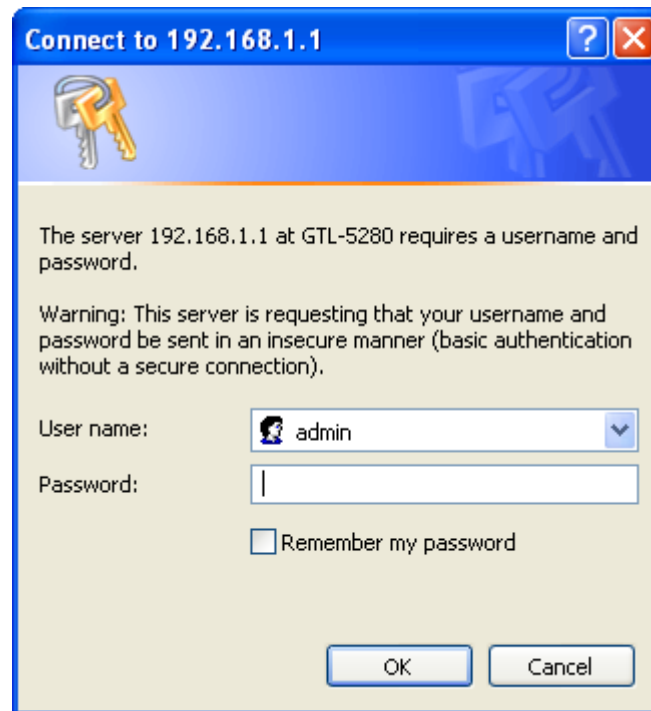 Connect to 192.168.1.1
The server 192.168.1.1 at GTL-5280 requires a username and
password.
Warning: This server is requesting that your username and
password be sent in an insecure manner (basic authentication
without a secure connection).
User name:
admin
Password:
Remember my password
OK
Cancel